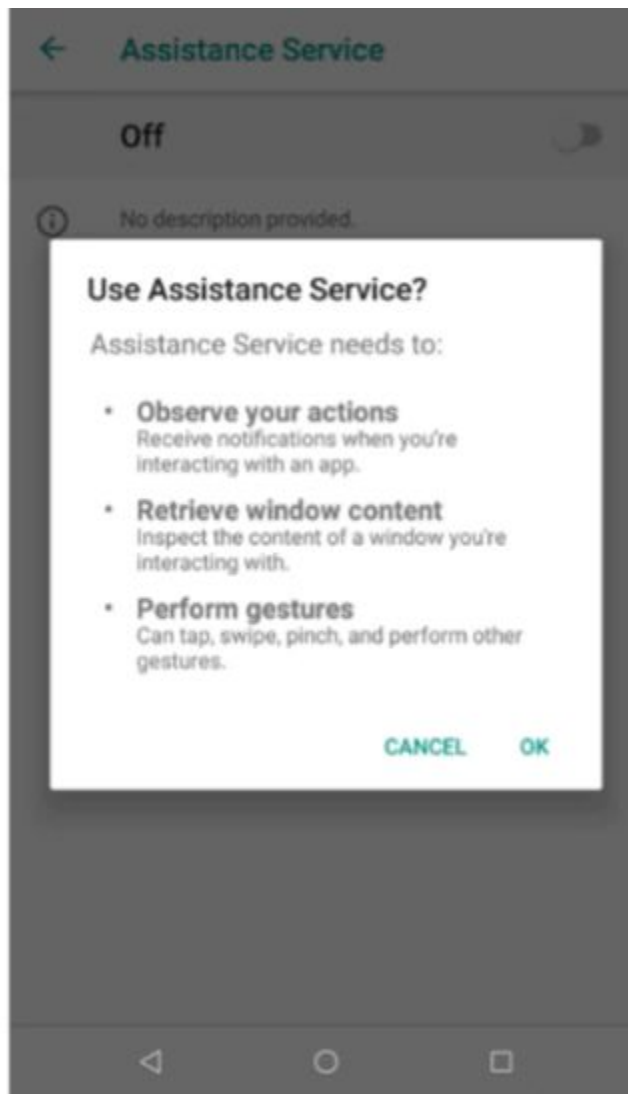 Assistance Service
Off
No description provided.
Use Assistance Service?
Assistance Service needs to:
• Observe your actions
Receive notifications when you're
interacting with an app.
• Retrieve window content
Inspect the content of a window you're
interacting with.
• Perform gestures
Can tap, swipe, pinch, and perform other
gestures.
CANCEL OK